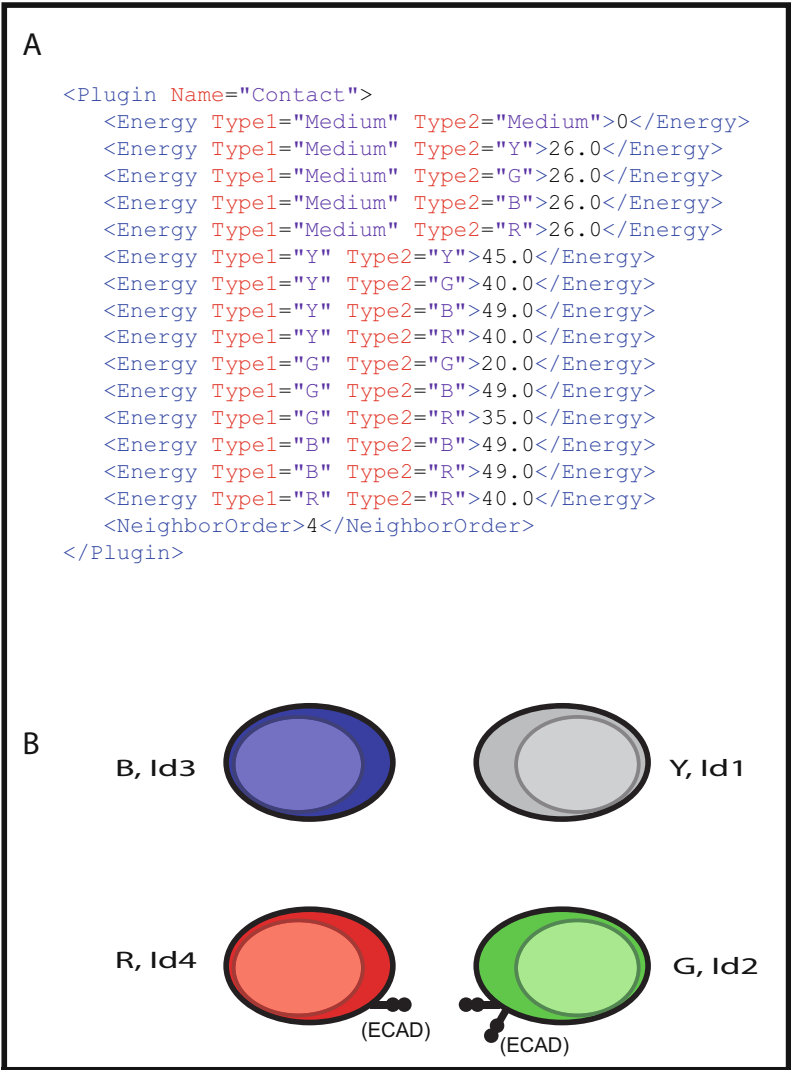 A
<Plugin Name="Contact">
<Energy Type1="Medium" Type2="Medium">0</Energy>
<Energy Type1="Medium" Type2="Y">26.0</Energy>
<Energy Type1="Medium" Type2="G">26.0</Energy>
<Energy Type1="Medium" Type2="B">26.0</Energy>
<Energy Type1="Medium" Type2="R">26.0</Energy>
<Energy Type1="Y" Type2="Y">45.0</Energy>
<Energy Type1="Y" Type2="G">40.0</Energy>
<Energy Type1="Y" Type2="B">49.0</Energy>
<Energy Type1="Y" Type2="R">40.0</Energy>
<Energy Type1="G" Type2="G">20.0</Energy>
<Energy Type1="G" Type2="B">49.0</Energy>
<Energy Type1="G" Type2="R">35.0</Energy>
<Energy Type1="B" Type2="B">49.0</Energy>
<Energy Type1="B" Type2="R">49.0</Energy>
<Energy Type1="R" Type2="R">40.0</Energy>
<NeighborOrder>4</NeighborOrder>
</Plugin>
B
B, Id3
Y, Id1
R, Id4
G, Id2
(ECAD)
(ECAD)